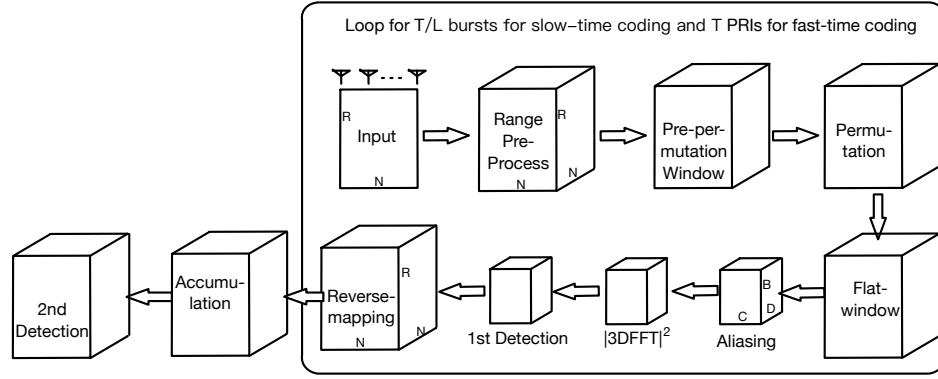 Loop for T/L bursts for slow-time coding and T PRIs for fast-time coding
R
Input
N
Range
Pre-
Process
R
N
N
Pre-per-
mutation
Window
Permu-
tation
2nd
Detection
Accumu-
lation
Reverse-
mapping
R
N
N
1st Detection
|3DFFT|²
B
C
D
Aliasing
Flat-
window